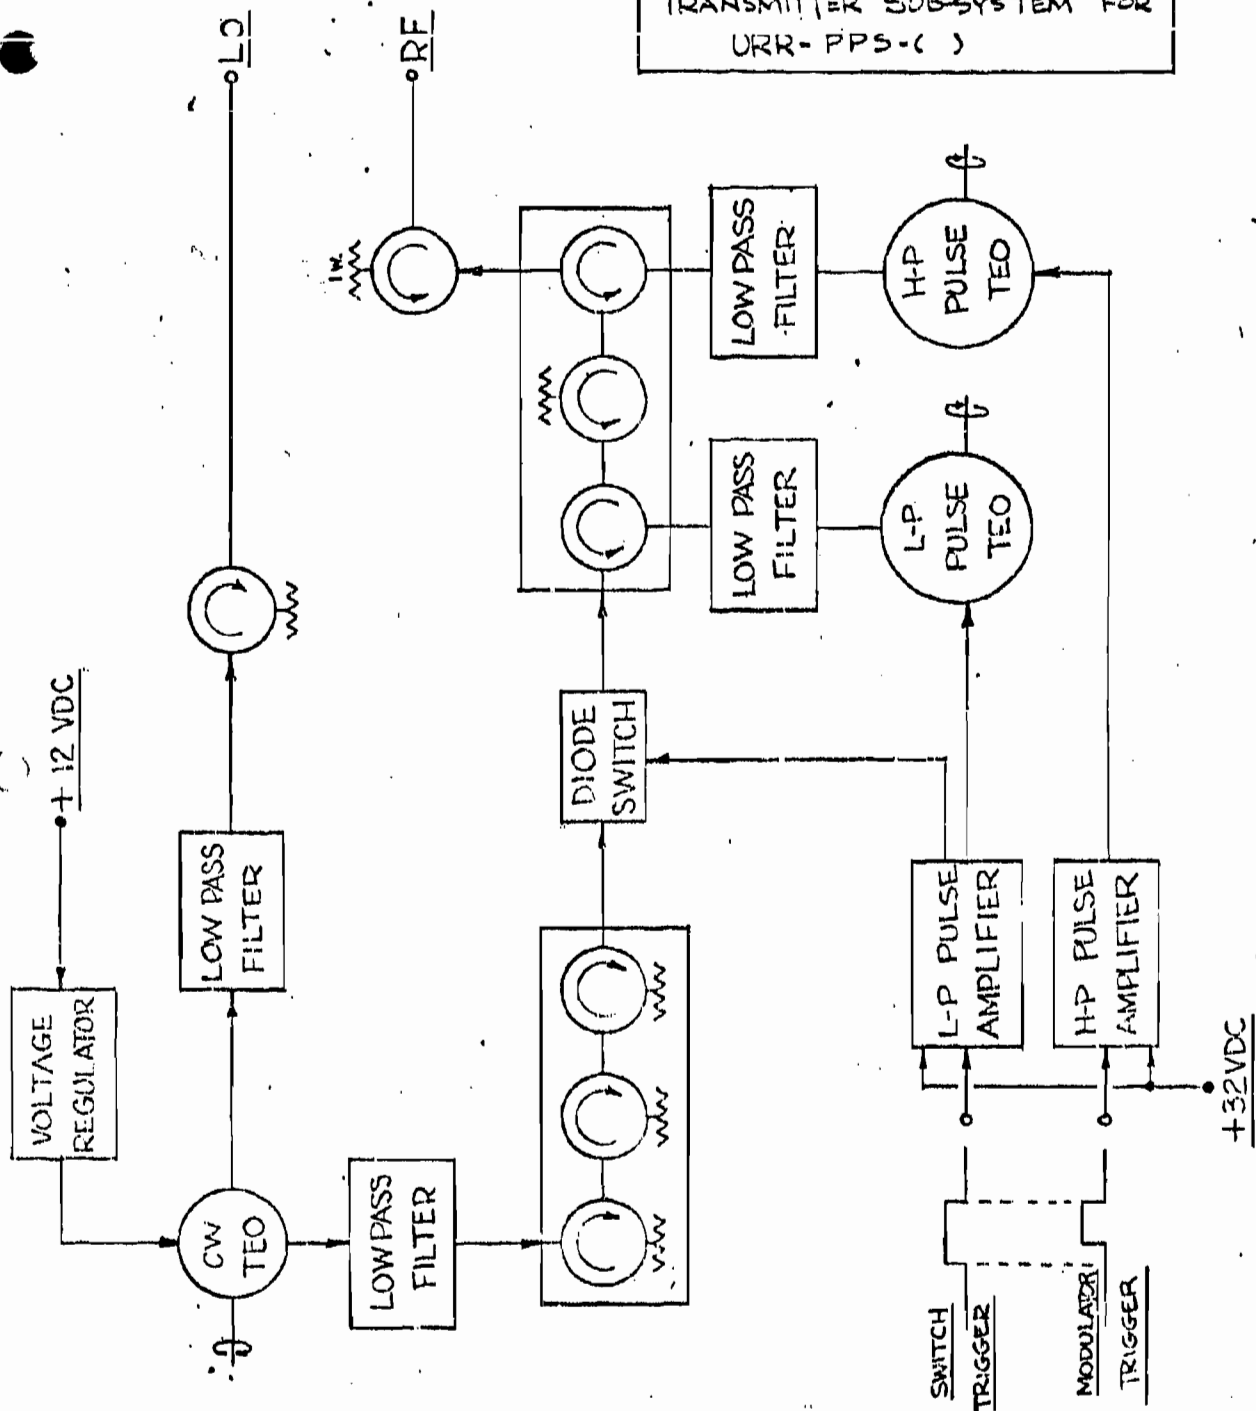 TRANSMITTER SUB-SYSTEM FOR
URR-PPS-( )
LO
RF
1 W.
+12 VDC
VOLTAGE
REGULATOR
LOW PASS
FILTER
CW
TEO
LOW PASS
FILTER
DIODE
SWITCH
LOW PASS
FILTER
LOW PASS
FILTER
L-P
PULSE
TEO
H-P
PULSE
TEO
L-P PULSE
AMPLIFIER
H-P PULSE
AMPLIFIER
+32VDC
SWITCH
TRIGGER
MODULATOR
TRIGGER